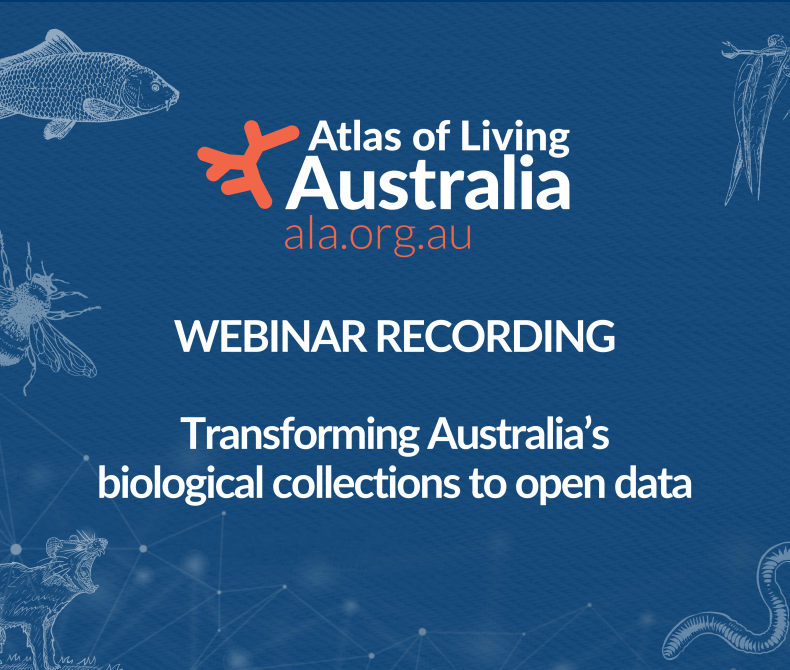 Atlas of Living
Australia
ala.org.au
WEBINAR RECORDING
Transforming Australia’s
biological collections to open data